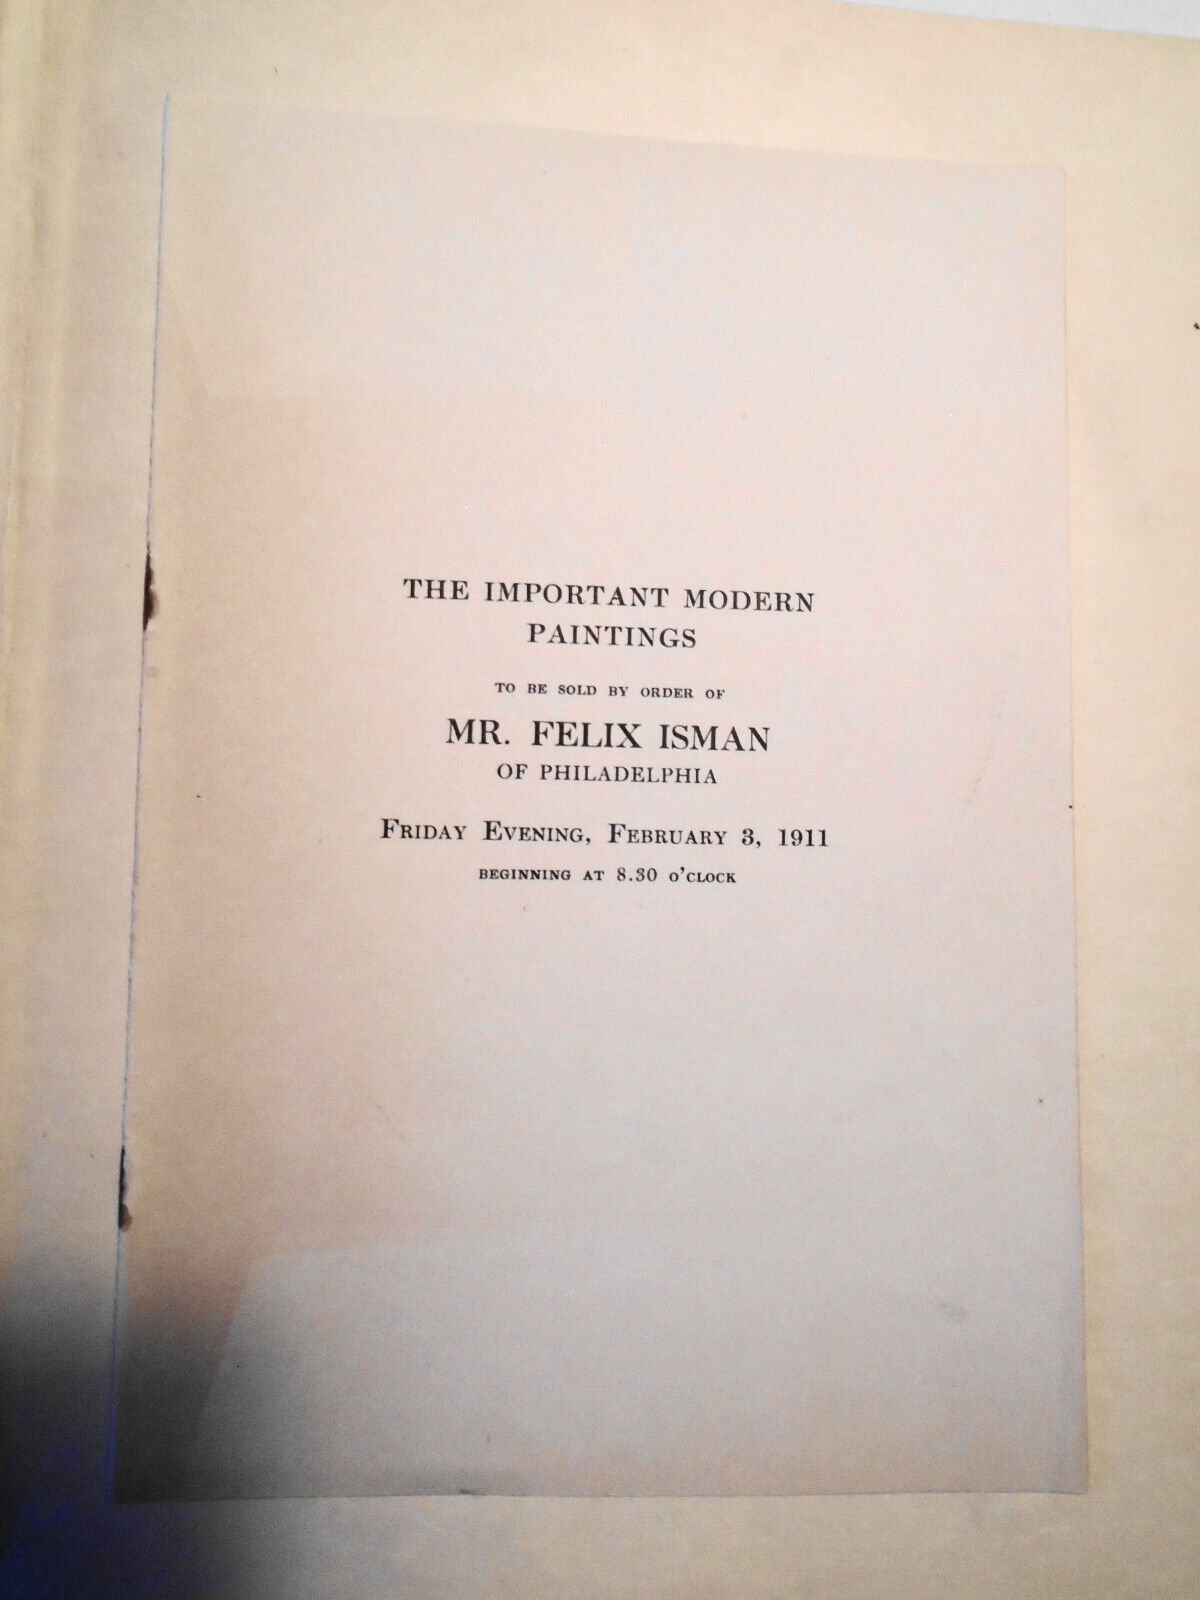 THE IMPORTANT MODERN
PAINTINGS
TO BE SOLD BY ORDER OF
MR. FELIX ISMAN
OF PHILADELPHIA
FRIDAY EVENING, FEBRUARY 3, 1911
BEGINNING AT 8.30 O'CLOCK